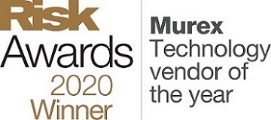 Risk
Awards
2020
Winner
Murex
Technology
vendor of
the year